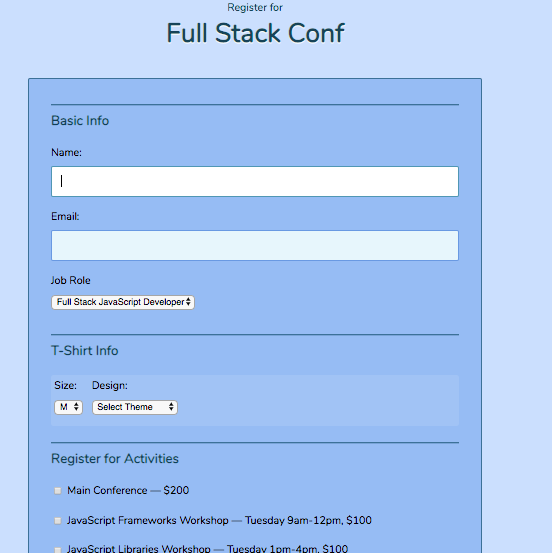 Register for
Full Stack Conf
Basic Info
Name:
Email:
Job Role
Full Stack JavaScript Developer
T-Shirt Info
Size: Design:
M Select Theme
Register for Activities
Main Conference — $200
JavaScript Frameworks Workshop — Tuesday 9am-12pm, $100
JavaScript Libraries Workshop — Tuesday 1pm-4pm, $100